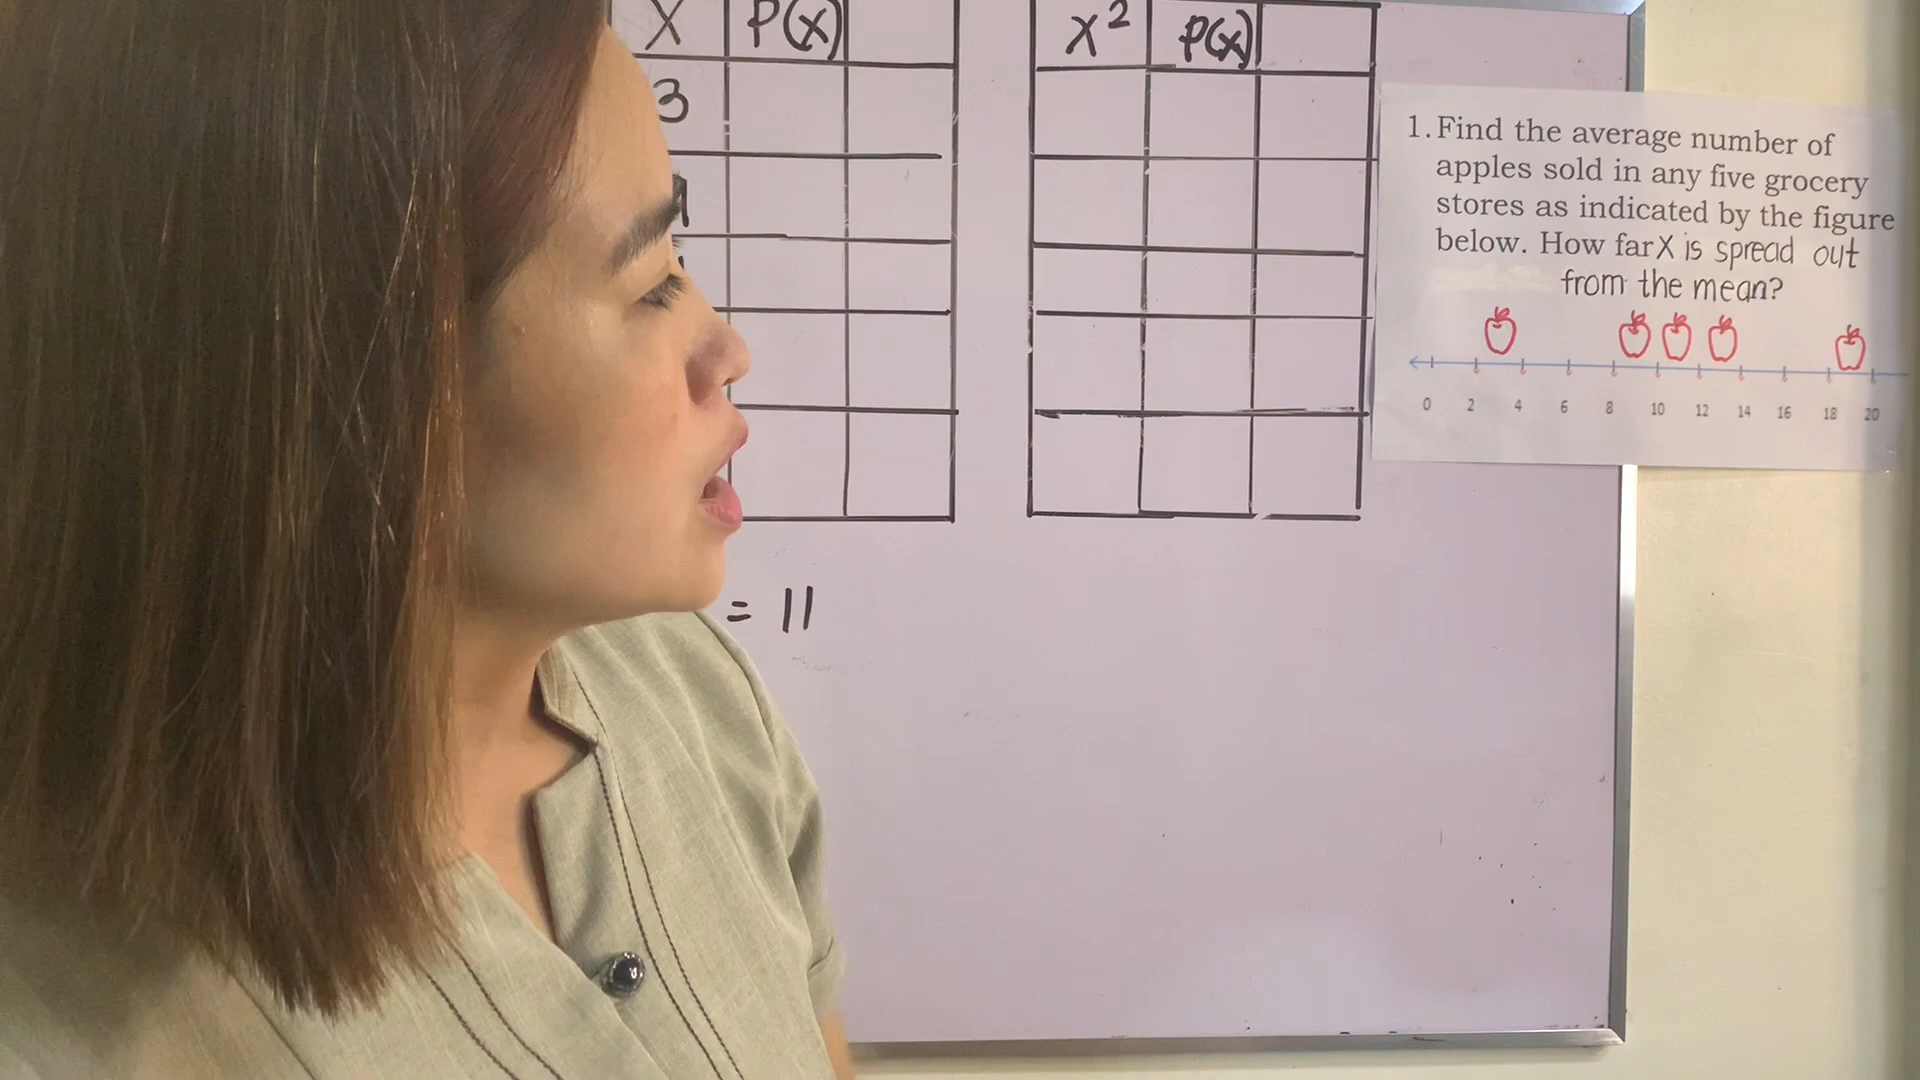 X P(x)
3
= 11
X² P(x)
1. Find the average number of
apples sold in any five grocery
stores as indicated by the figure
below. How far X is spread out
from the mean?
0 2 4 6 8 10 12 14 16 18 20